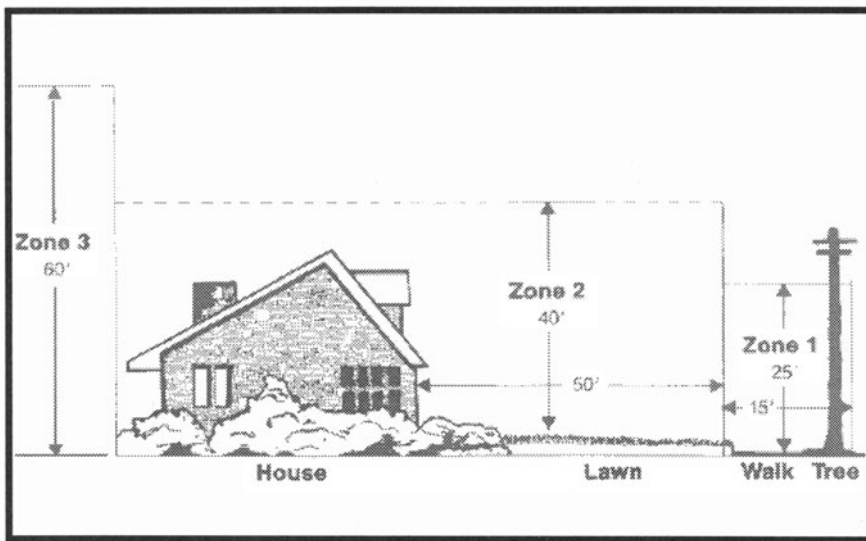 Zone 3
60'
Zone 2
40'
Zone 1
25'
50'
15'
House
Lawn
Walk
Tree